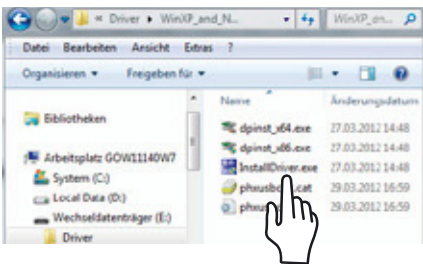 « Driver ▸ WinXP_and_N... WinXP_an...
Datei Bearbeiten Ansicht Extras ?
Organisieren Freigeben für
Name Änderungsdatum
Bibliotheken
Arbeitsplatz GOW11140W7
System (C:)
Local Data (D:)
Wechseldatenträger (E:)
Driver
dpinst_x64.exe 27.03.2012 14:48
dpinst_x86.exe 27.03.2012 14:48
InstallDriver.exe 27.03.2012 14:48
.cat 29.03.2012 16:59
29.03.2012 16:59